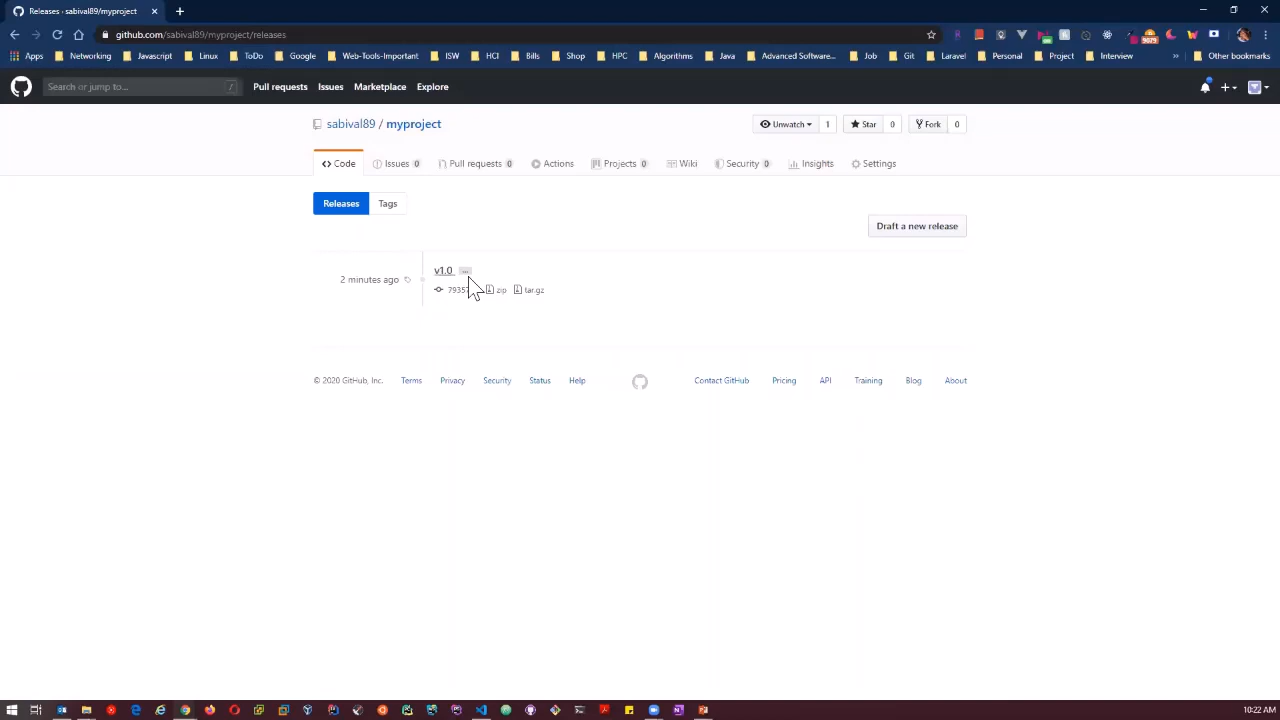 Releases · sabival89/myproject
github.com/sabival89/myproject/releases
Apps Networking Javascript Linux ToDo Google Web-Tools-Important ISW HCI Bills Shop HPC Algorithms Java Advanced Software... Job Git Laravel Personal Project Interview » Other bookmarks
Search or jump to... / Pull requests Issues Marketplace Explore
sabival89 / myproject Unwatch 1 Star 0 Fork 0
Code Issues 0 Pull requests 0 Actions Projects 0 Wiki Security 0 Insights Settings
Releases Tags
Draft a new release
v1.0 ...
2 minutes ago
zip tar.gz
© 2020 GitHub, Inc. Terms Privacy Security Status Help Contact GitHub Pricing API Training Blog About
10:22 AM